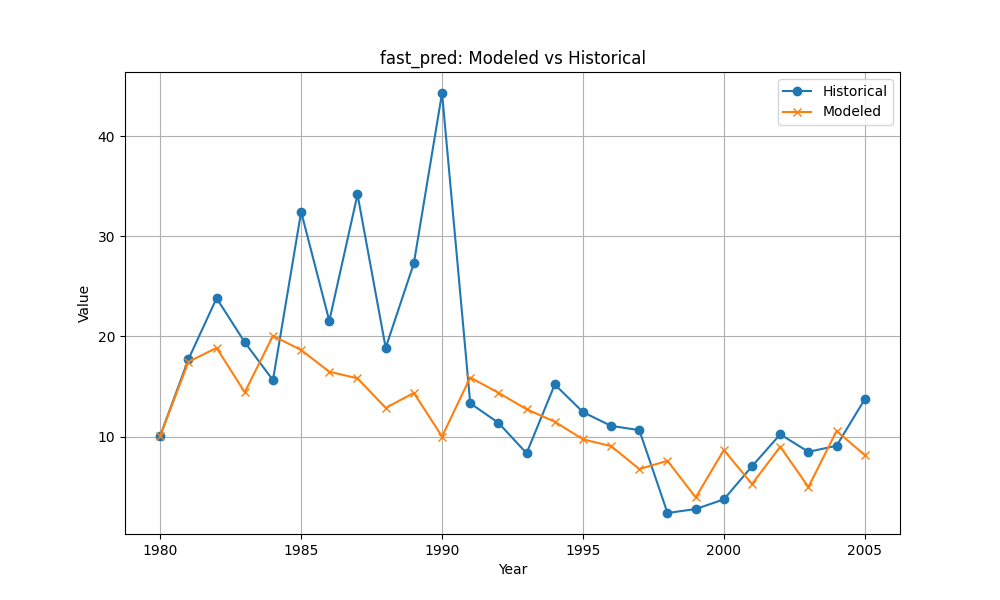 fast_pred: Modeled vs Historical
Historical
Modeled
Value
40
30
20
10
1980 1985 1990 1995 2000 2005
Year